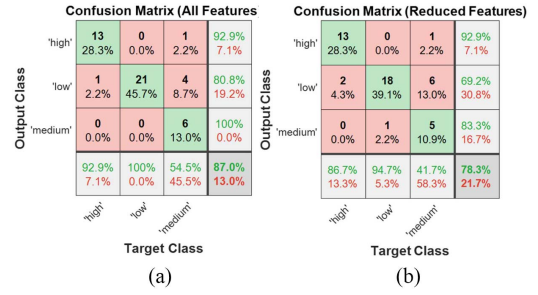 Confusion Matrix (All Features
'high' 13 0 1 92.9%
28.3% 0.0% 2.2% 7.1%
'low' 1 21 4 80.8%
2.2% 45.7% 8.7% 19.2%
'medium' 0 0 6 100%
0.0% 0.0% 13.0% 0.0%
92.9% 100% 54.5% 87.0%
7.1% 0.0% 45.5% 13.0%
'high' 'low' 'medium'
Output Class
Target Class
(a)
Confusion Matrix (Reduced Features)
'high' 13 0 1 92.9%
28.3% 0.0% 2.2% 7.1%
'low' 2 18 6 69.2%
4.3% 39.1% 13.0% 30.8%
'medium' 0 1 5 83.3%
0.0% 2.2% 10.9% 16.7%
86.7% 94.7% 41.7% 78.3%
13.3% 5.3% 58.3% 21.7%
'high' 'low' 'medium'
Output Class
Target Class
(b)